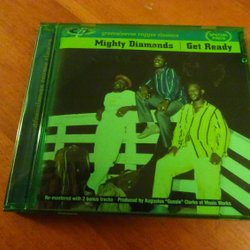 greensleeves reggae classics
Mighty Diamonds | Get Ready
Re-mastered with 2 bonus tracks Produced by Augustus "Gussie" Clarke at Music Works